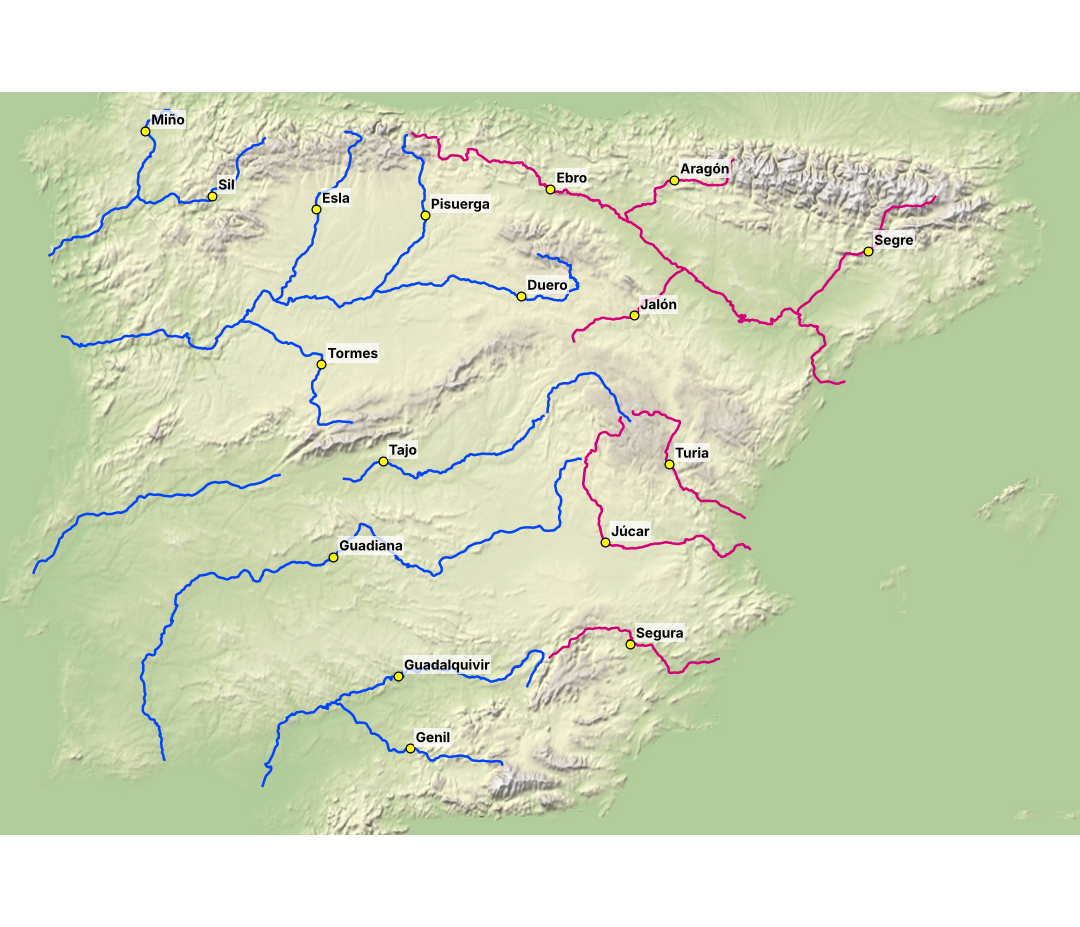 Miño
Aragón
Ebro
Sil
Esla
Pisuerga
Segre
Duero
Jalón
Tormes
Tajo
Turia
Júcar
Guadiana
Segura
Guadalquivir
Genil